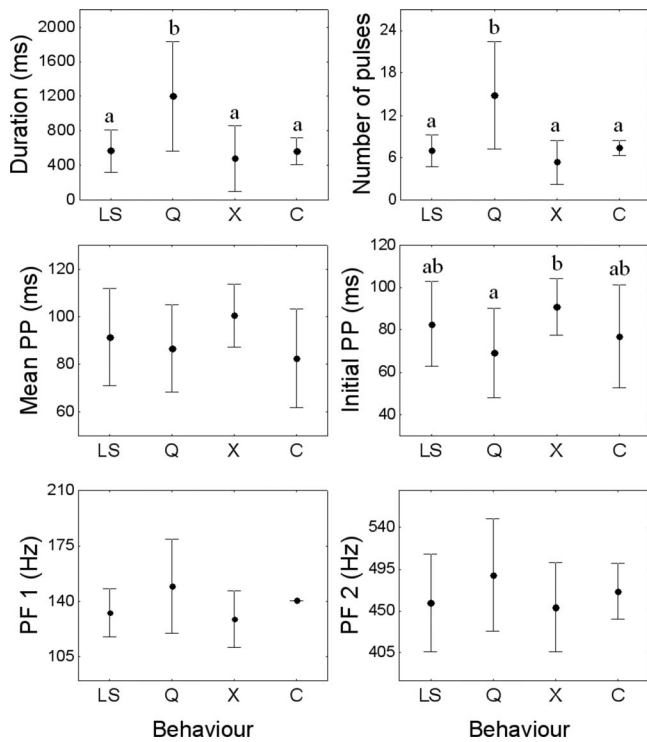 Duration (ms)
2000
1600
1200
800
400
0
a
b
a
a
LS
Q
X
C
Number of pulses
24
18
12
6
0
a
b
a
a
LS
Q
X
C
Mean PP (ms)
120
100
80
60
LS
Q
X
C
Initial PP (ms)
120
100
80
60
40
ab
a
b
ab
LS
Q
X
C
PF 1 (Hz)
210
175
140
105
LS
Q
X
C
Behaviour
PF 2 (Hz)
540
495
450
405
LS
Q
X
C
Behaviour